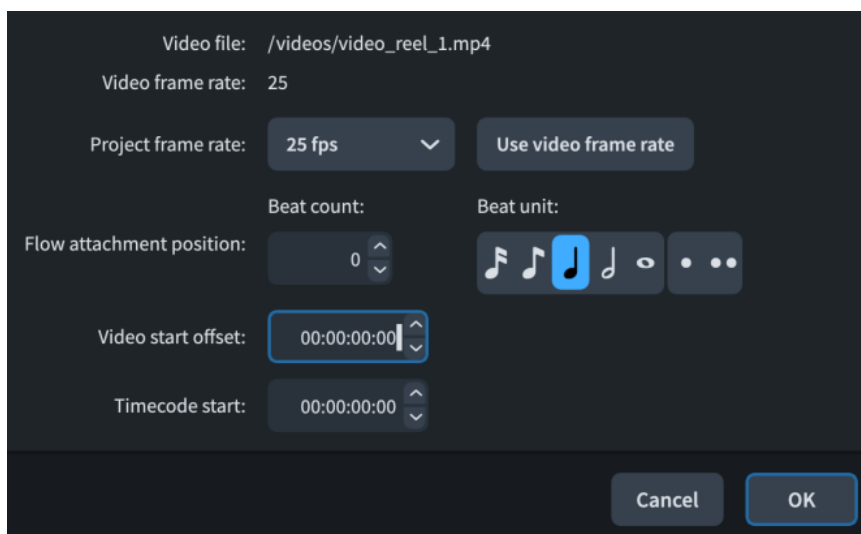 Video file: /videos/video_reel_1.mp4
Video frame rate: 25
Project frame rate: 25 fps Use video frame rate
Beat count: Beat unit:
Flow attachment position: 0
Video start offset: 00:00:00:00
Timecode start: 00:00:00:00
Cancel OK